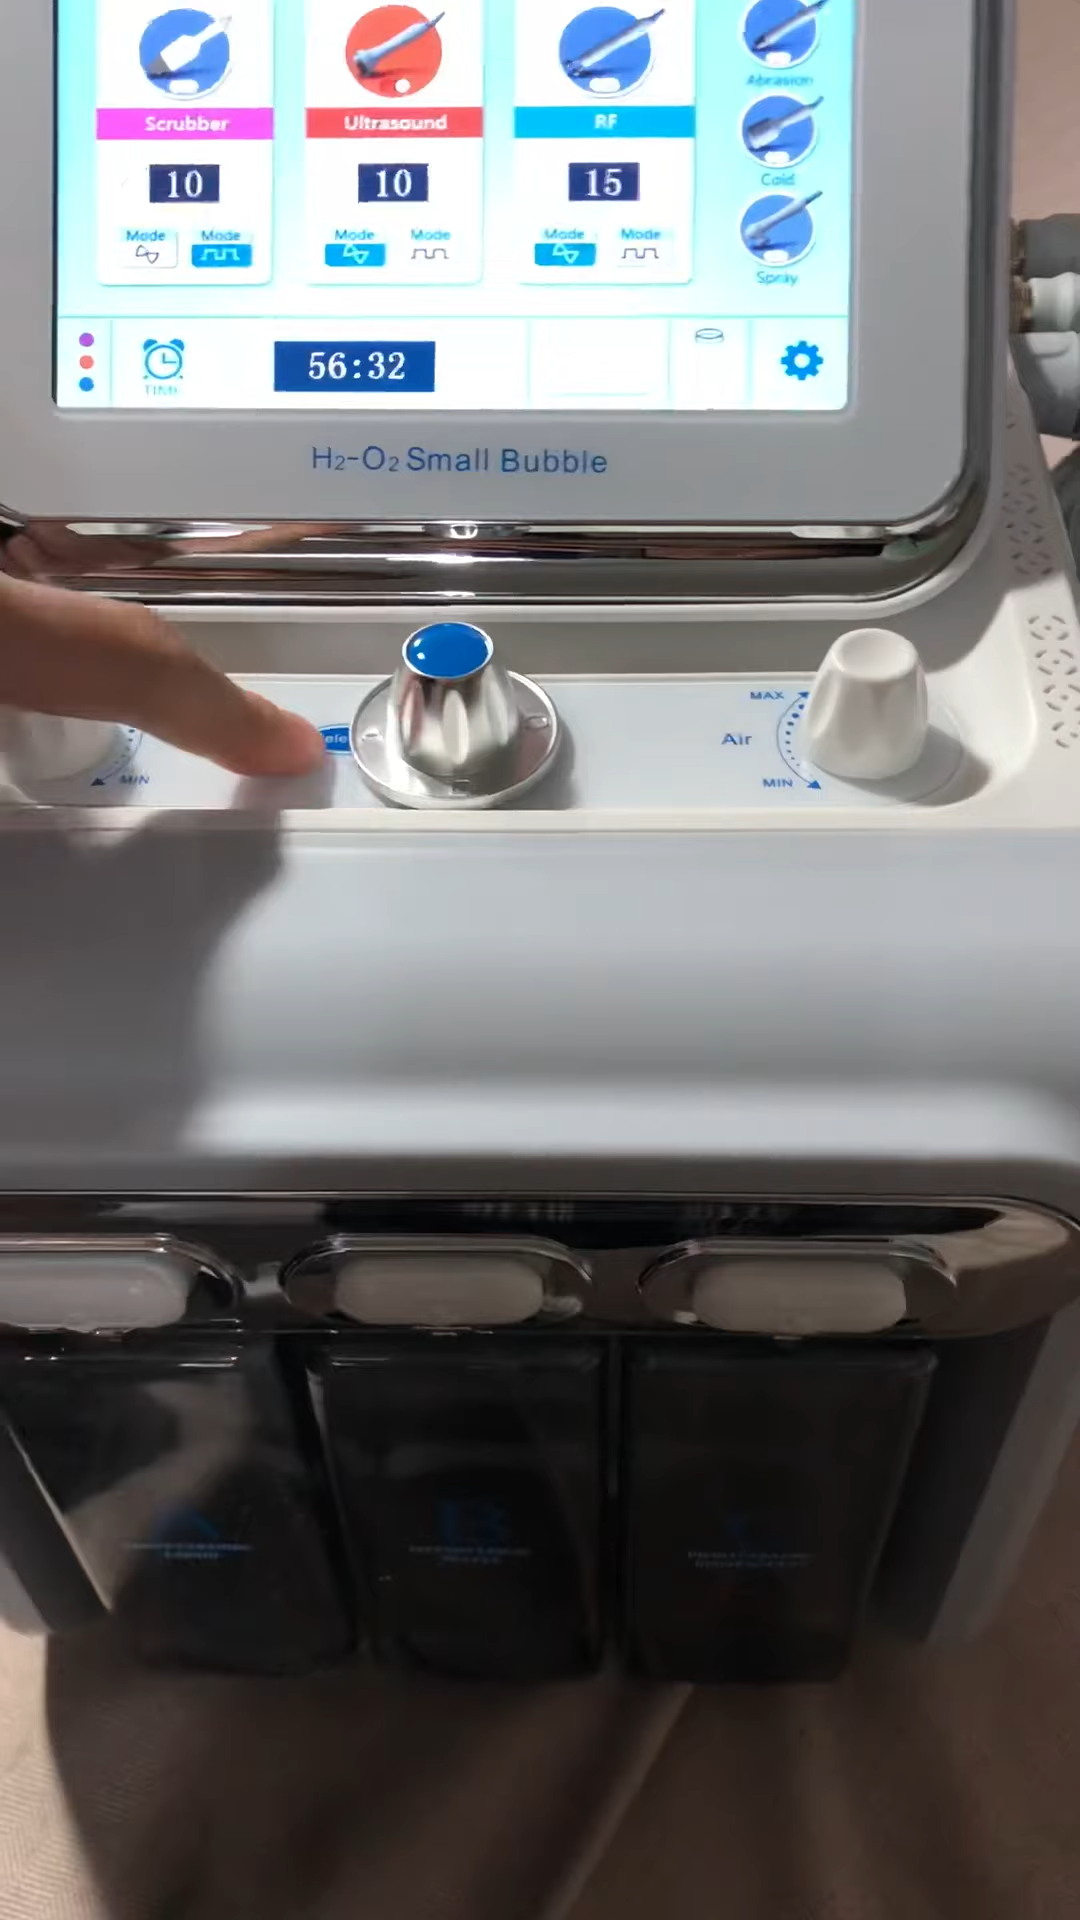 Abrasion
Scrubber
Ultrasound
RF
10
10
15
Cold
Mode
Mode
Mode
Mode
Mode
Mode
Spray
TIME
56:32
H2-O2 Small Bubble
MAX
Air
MIN
MIN
A
B